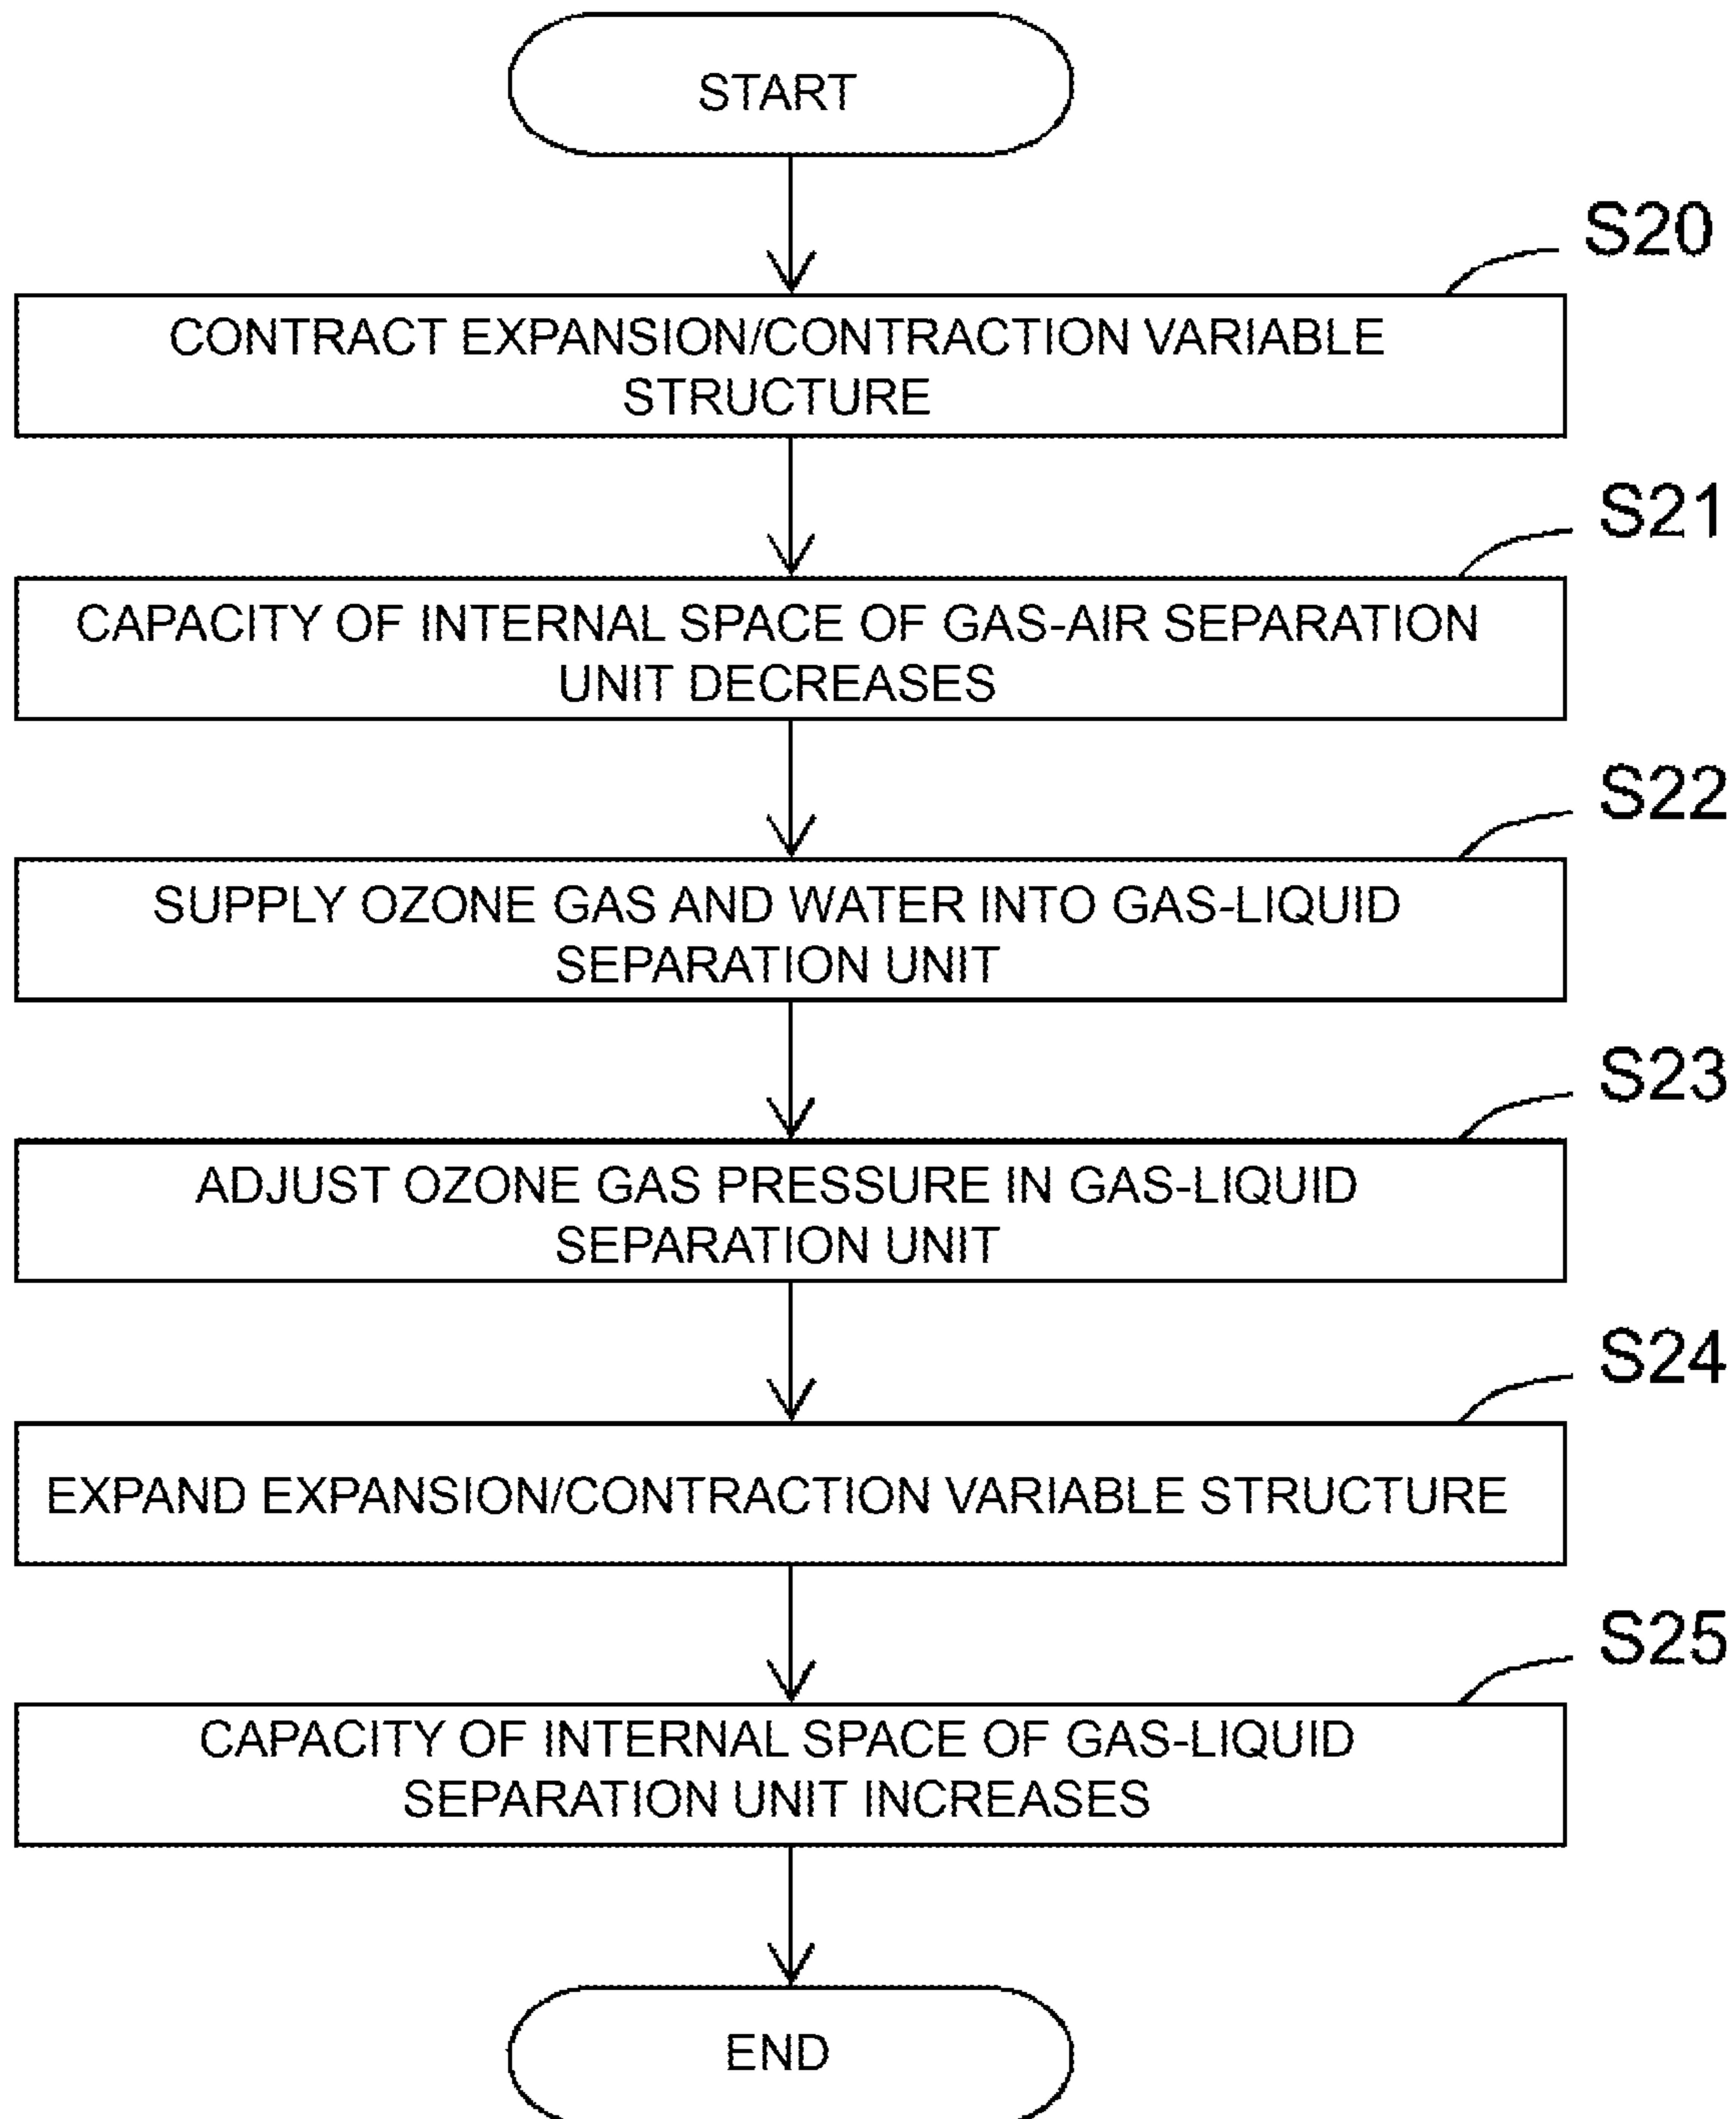 START
S20
CONTRACT EXPANSION/CONTRACTION VARIABLE
STRUCTURE
S21
CAPACITY OF INTERNAL SPACE OF GAS-AIR SEPARATION
UNIT DECREASES
S22
SUPPLY OZONE GAS AND WATER INTO GAS-LIQUID
SEPARATION UNIT
S23
ADJUST OZONE GAS PRESSURE IN GAS-LIQUID
SEPARATION UNIT
S24
EXPAND EXPANSION/CONTRACTION VARIABLE STRUCTURE
S25
CAPACITY OF INTERNAL SPACE OF GAS-LIQUID
SEPARATION UNIT INCREASES
END